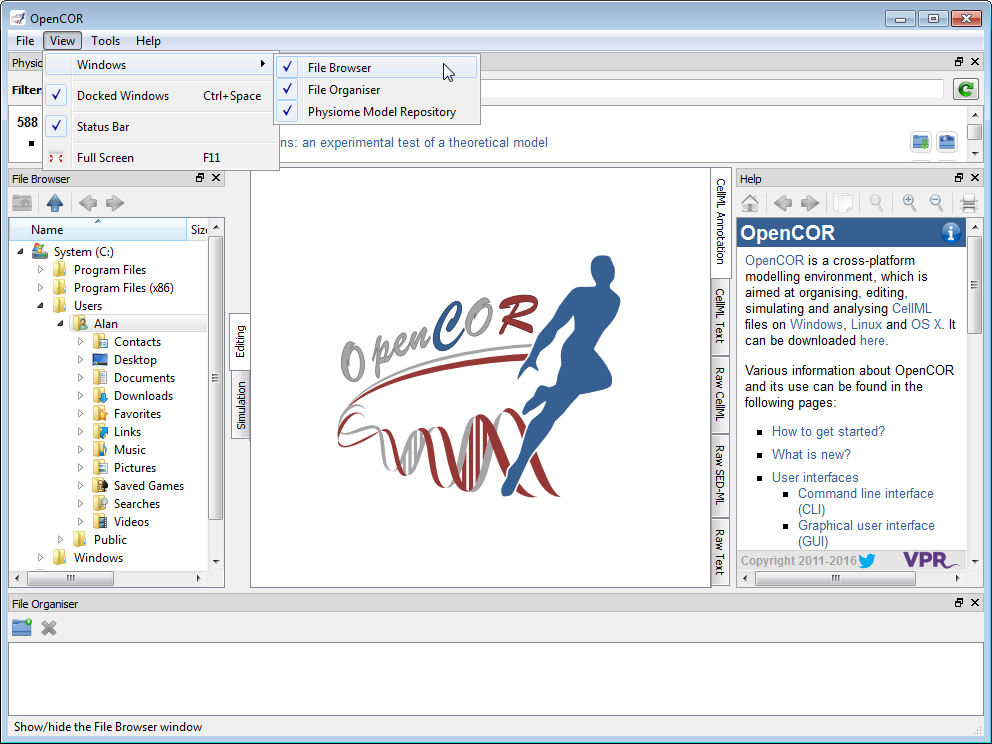 OpenCOR
File View Tools Help
Physio
Windows
File Browser
Filter:
Docked Windows Ctrl+Space
File Organiser
588
Status Bar
Physiome Model Repository
ns: an experimental test of a theoretical model
Full Screen F11
File Browser
Name Size
System (C:)
Program Files
Program Files (x86)
Users
Alan
Contacts
Desktop
Documents
Downloads
Favorites
Links
Music
Pictures
Saved Games
Searches
Videos
Public
Windows
Editing
Simulation
OpenCOR
CellML Annotation
CellML Text
Raw CellML
Raw SED-ML
Raw Text
Help
OpenCOR
OpenCOR is a cross-platform
modelling environment, which is
aimed at organising, editing,
simulating and analysing CellML
files on Windows, Linux and OS X. It
can be downloaded here.
Various information about OpenCOR
and its use can be found in the
following pages:
How to get started?
What is new?
User interfaces
Command line interface
(CLI)
Graphical user interface
(GUI)
Copyright 2011-2016 VPR
File Organiser
Show/hide the File Browser window